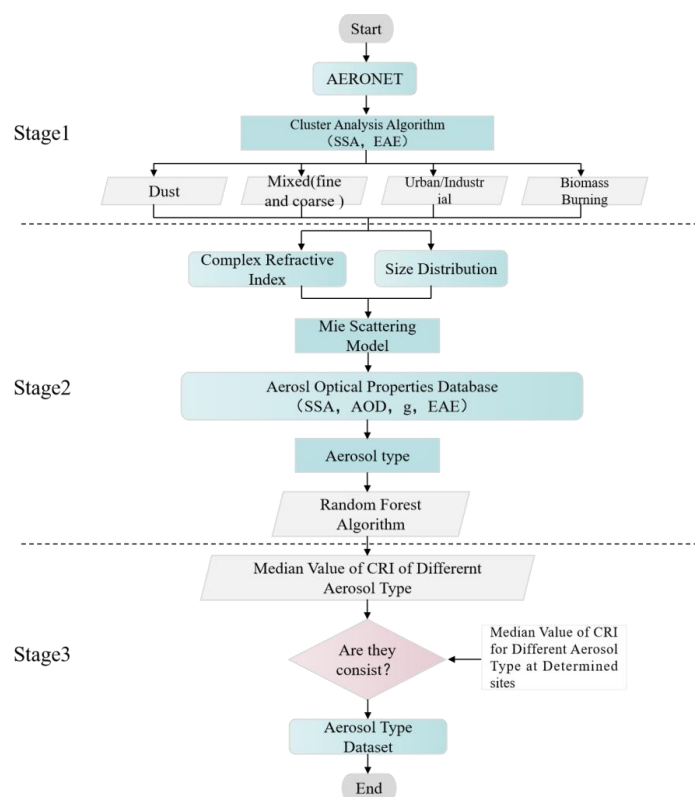 Start
AERONET
Stage1
Cluster Analysis Algorithm
（SSA，EAE）
Dust
Mixed(fine
and coarse )
Urban/Industr
ial
Biomass
Burning
Complex Refractive
Index
Size Distribution
Mie Scattering
Model
Stage2
Aerosl Optical Properties Database
（SSA，AOD，g，EAE）
Aerosol type
Random Forest
Algorithm
Median Value of CRI of Differernt
Aerosol Type
Stage3
Are they
consist？
Median Value of CRI
for Different Aerosol
Type at Determined
sites
Aerosol Type
Dataset
End